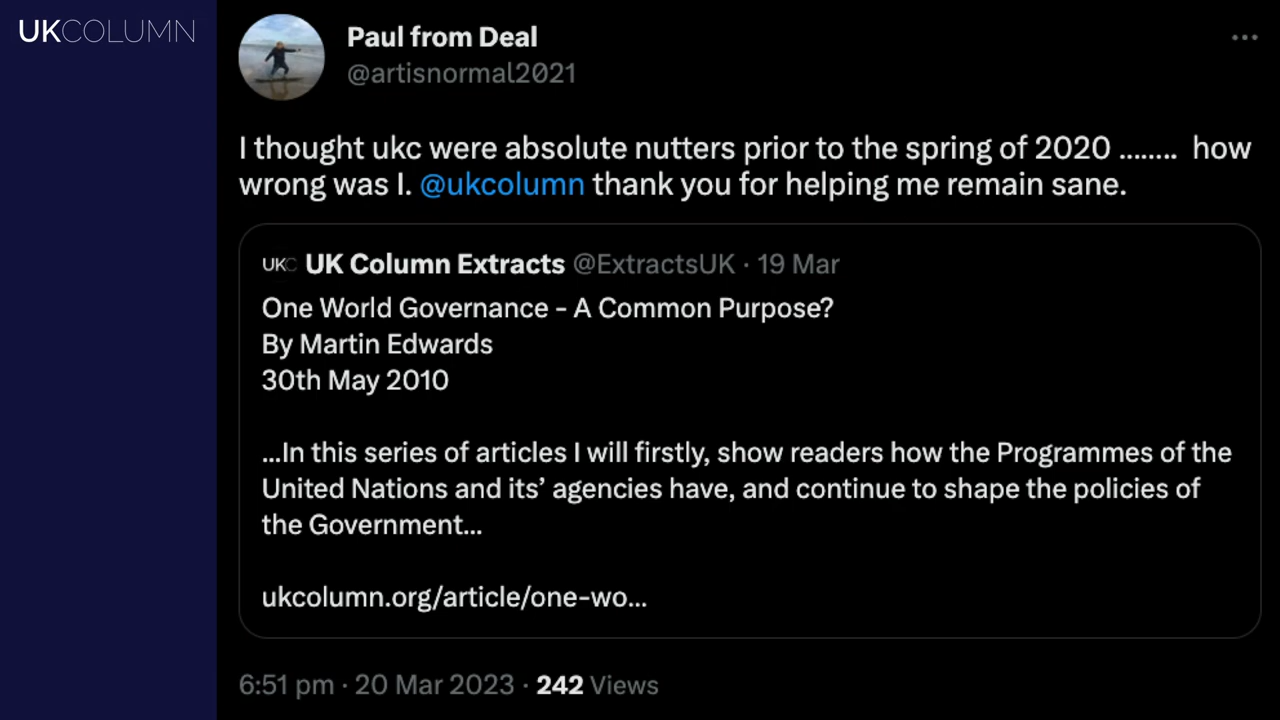 UKCOLUMN
Paul from Deal
@artisnormal2021
I thought ukc were absolute nutters prior to the spring of 2020 ........ how
wrong was I. @ukcolumn thank you for helping me remain sane.
UKC UK Column Extracts @ExtractsUK · 19 Mar
One World Governance - A Common Purpose?
By Martin Edwards
30th May 2010
...In this series of articles I will firstly, show readers how the Programmes of the
United Nations and its’ agencies have, and continue to shape the policies of
the Government...
ukcolumn.org/article/one-wo...
6:51 pm · 20 Mar 2023 · 242 Views